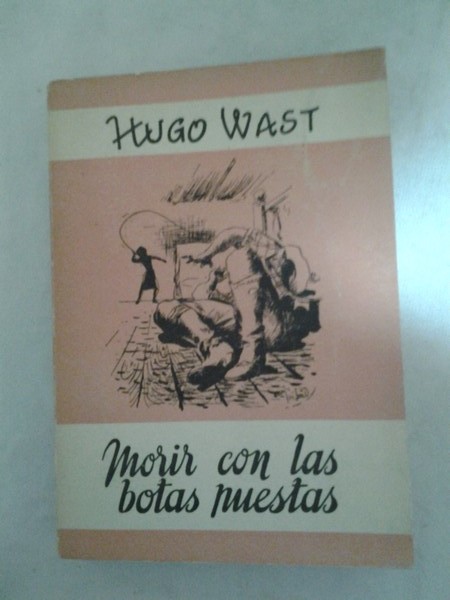 HUGO WAST
Morir con las
botas puestas